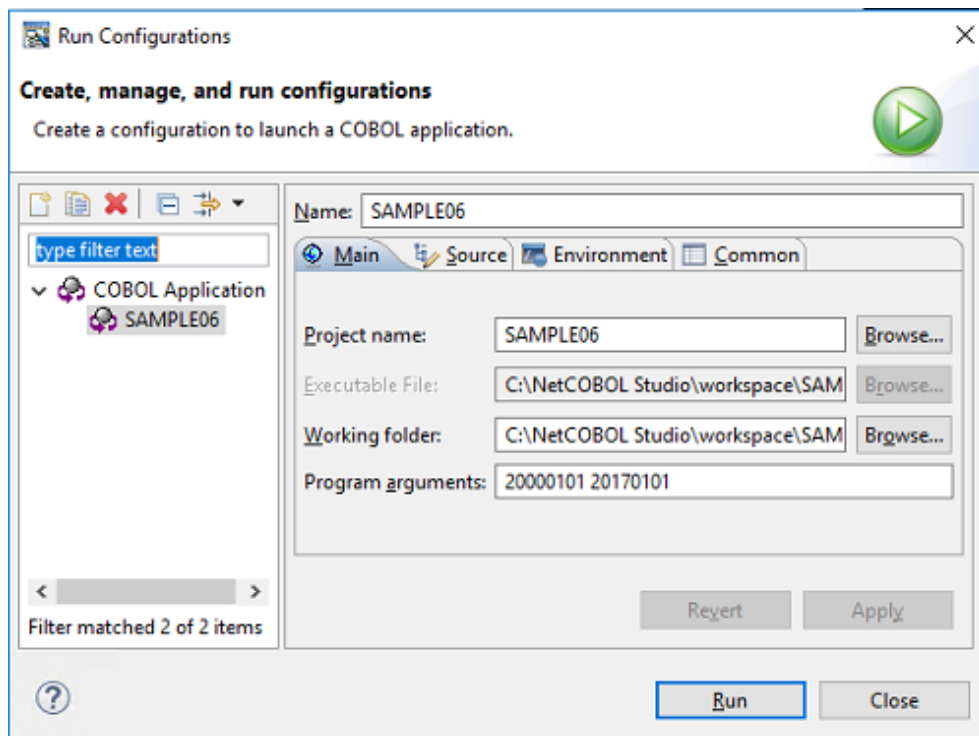 Run Configurations
Create, manage, and run configurations
Create a configuration to launch a COBOL application.
type filter text
COBOL Application
SAMPLE06
Filter matched 2 of 2 items
Name: SAMPLE06
Main Source Environment Common
Project name: SAMPLE06 Browse...
Executable File: C:\NetCOBOL Studio\workspace\SAM Browse...
Working folder: C:\NetCOBOL Studio\workspace\SAM Browse...
Program arguments: 20000101 20170101
Revert Apply
Run Close